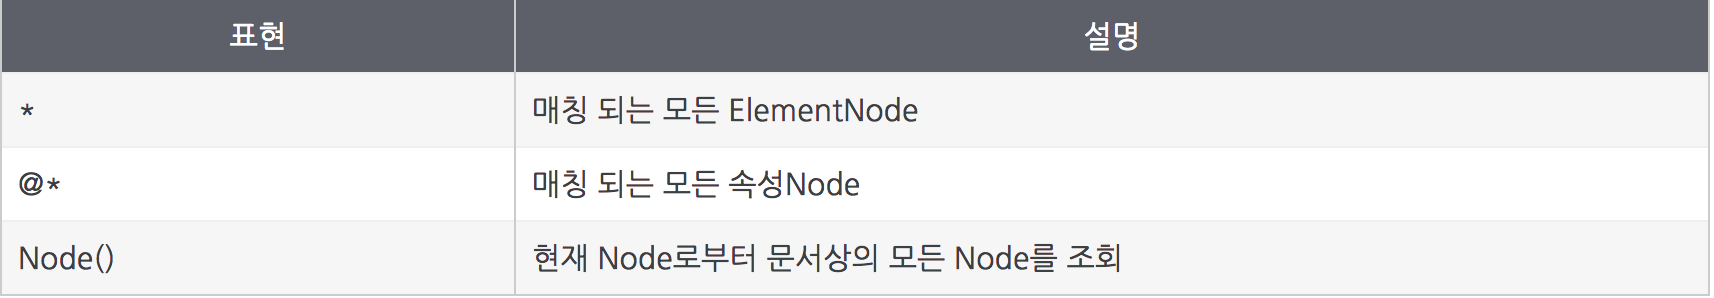 표현 설명
* 매칭 되는 모든 ElementNode
@* 매칭 되는 모든 속성Node
Node() 현재 Node로부터 문서상의 모든 Node를 조회